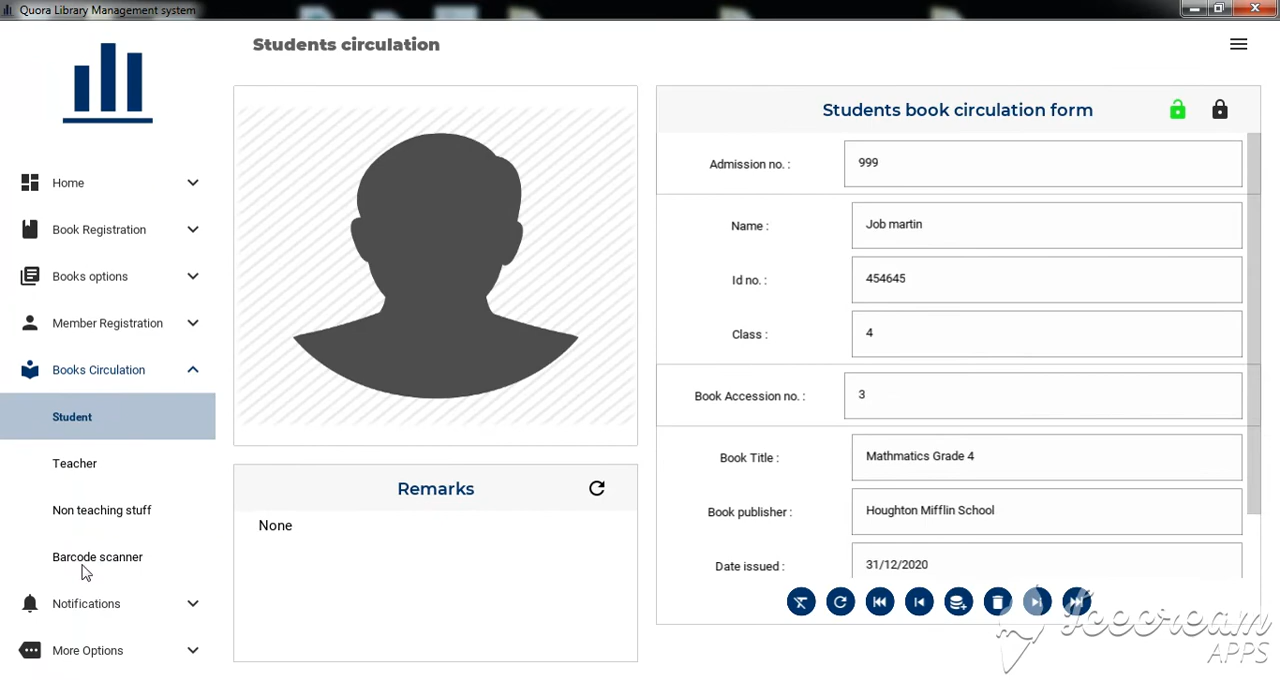 Quora Library Management system
Students circulation
Home
Book Registration
Books options
Member Registration
Books Circulation
Student
Teacher
Non teaching stuff
Barcode scanner
Notifications
More Options
Remarks
None
Students book circulation form
Admission no. : 999
Name : Job martin
Id no. : 454645
Class : 4
Book Accession no. : 3
Book Title : Mathmatics Grade 4
Book publisher : Houghton Mifflin School
Date issued : 31/12/2020
Icecream
APPS